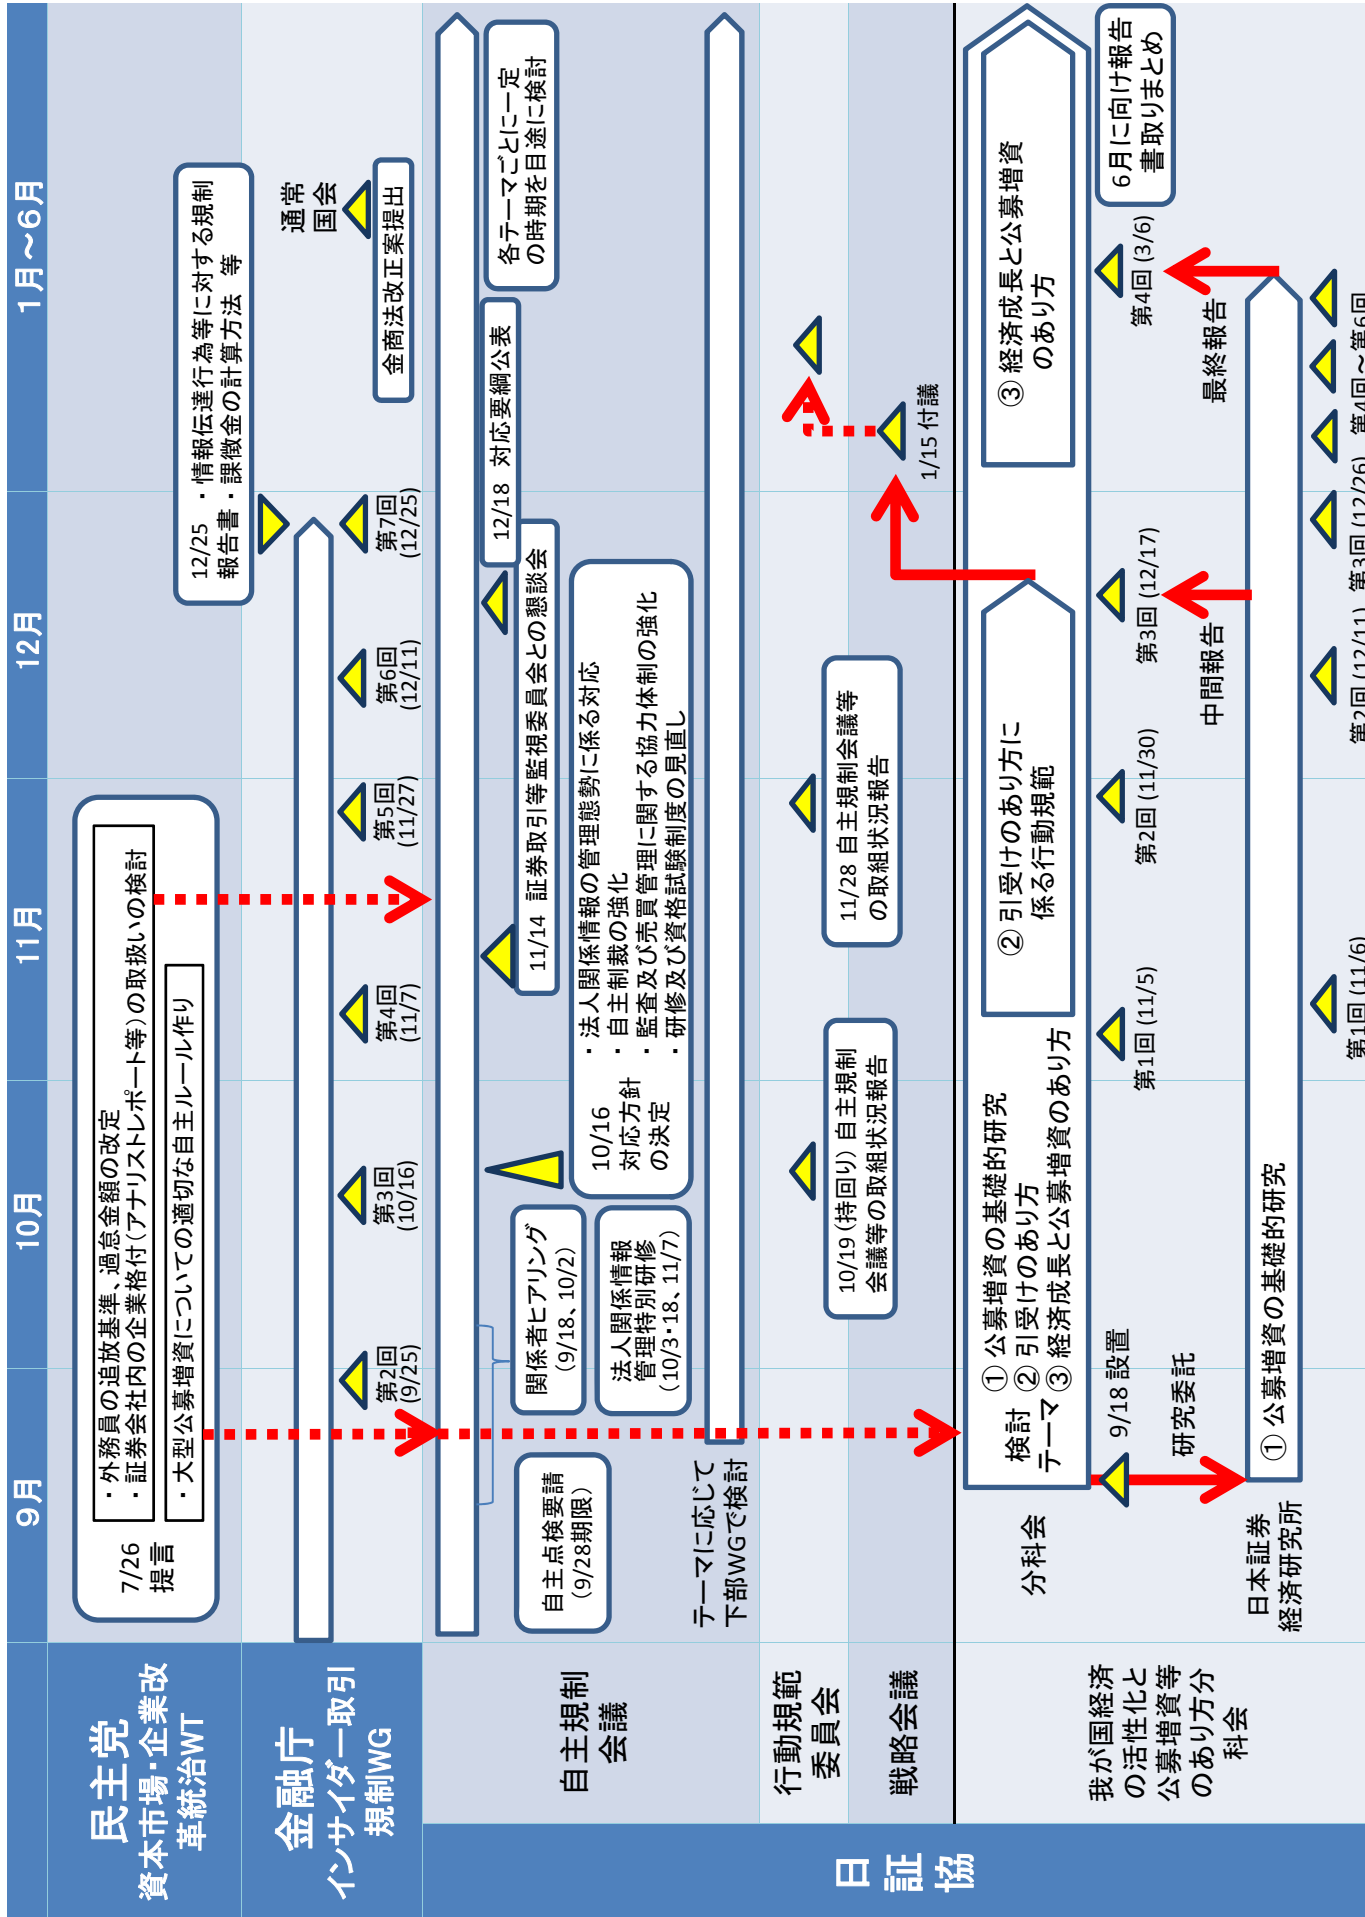 9月
10月
11月
12月
1月～6月
民主党
資本市場・企業改
革統治WT
7/26
提言
・外務員の追放基準、過怠金額の改定
・証券会社内の企業格付(アナリストレポート等)の取扱いの検討
・大型公募増資についての適切な自主ルール作り
12/25
報告書
・情報伝達行為等に対する規制
・課徴金の計算方法 等
金融庁
インサイダー取引
規制WG
第2回
(9/25)
第3回
(10/16)
第4回
(11/7)
第5回
(11/27)
第6回
(12/11)
第7回
(12/25)
通常
国会
金商法改正案提出
日証協
自主規制
会議
自主点検要請
(9/28期限)
関係者ヒアリング
(9/18、10/2)
法人関係情報
管理特別研修
(10/3・18、11/7)
10/16
対応方針
の決定
・法人関係情報の管理態勢に係る対応
・自主制裁の強化
・監査及び売買管理に関する協力体制の強化
・研修及び資格試験制度の見直し
11/14 証券取引等監視委員会との懇談会
12/18 対応要綱公表
各テーマごとに一定
の時期を目途に検討
テーマに応じて
下部WGで検討
行動規範
委員会
10/19 (持回り) 自主規制
会議等の取組状況報告
11/28 自主規制会議等
の取組状況報告
戦略会議
1/15 付議
我が国経済
の活性化と
公募増資等
のあり方分
科会
分科会
検討
テーマ
① 公募増資の基礎的研究
② 引受けのあり方
③ 経済成長と公募増資のあり方
② 引受けのあり方に
係る行動規範
③ 経済成長と公募増資
のあり方
9/18 設置
第1回 (11/5)
第2回 (11/30)
第3回 (12/17)
第4回 (3/6)
6月に向け報告
書取りまとめ
研究委託
中間報告
最終報告
日本証券
経済研究所
① 公募増資の基礎的研究
第1回 (11/6)
第2回 (12/11)
第3回 (12/26)
第4回～第6回